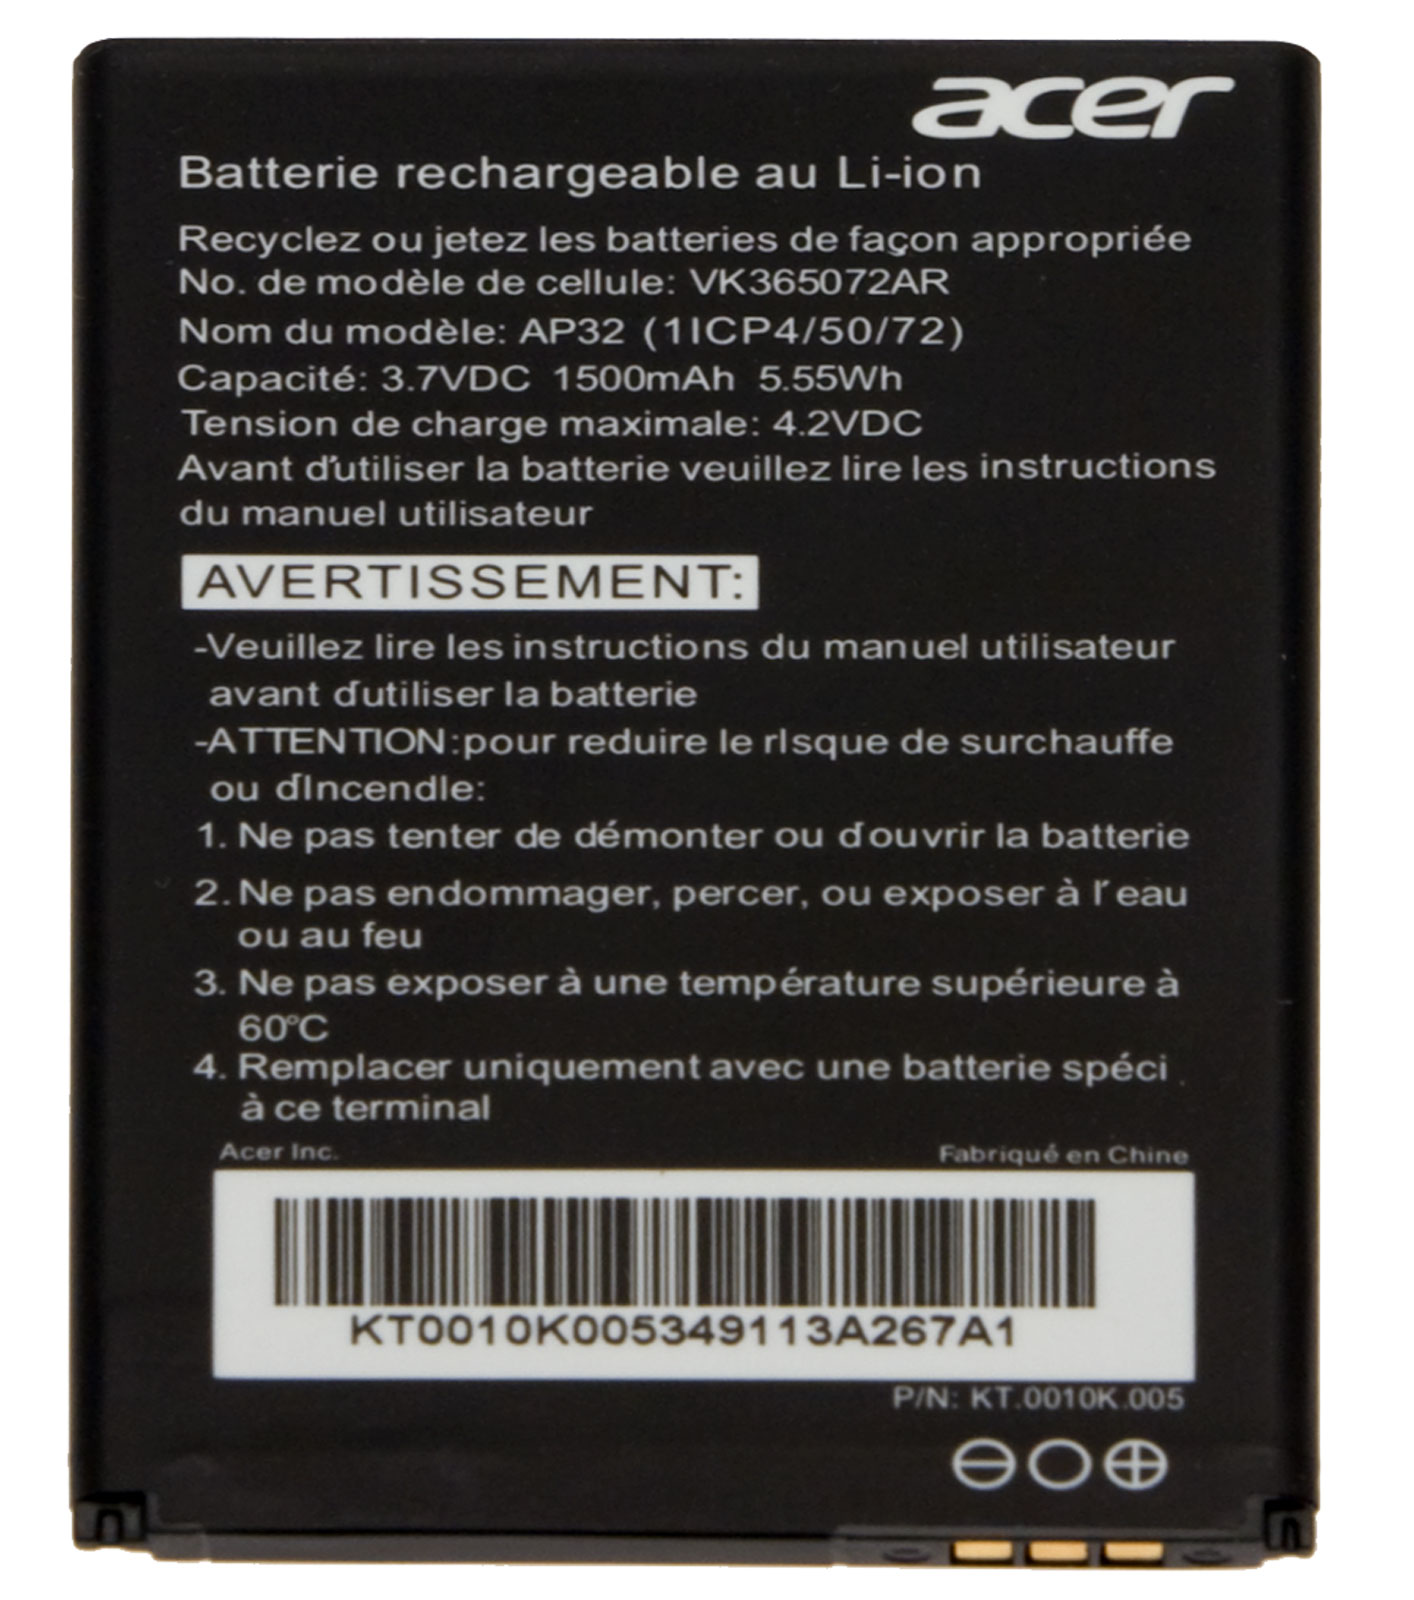 acer
Batterie rechargeable au Li-ion
Recyclez ou jetez les batteries de façon appropriée
No. de modèle de cellule: VK365072AR
Nom du modèle: AP32 (1ICP4/50/72)
Capacité: 3.7VDC 1500mAh 5.55Wh
Tension de charge maximale: 4.2VDC
Avant d'utiliser la batterie veuillez lire les instructions
du manuel utilisateur
AVERTISSEMENT:
-Veuillez lire les instructions du manuel utilisateur
avant d'utiliser la batterie
-ATTENTION:pour reduire le rIsque de surchauffe
ou d'Incendle:
1. Ne pas tenter de démonter ou d'ouvrir la batterie
2. Ne pas endommager, percer, ou exposer à l'eau
ou au feu
3. Ne pas exposer à une température supérieure à
60°C
4. Remplacer uniquement avec une batterie spéci.
à ce terminal
Acer Inc. Fabriqué en Chine
KT0010K005349113A267A1
P/N: KT.0010K.005